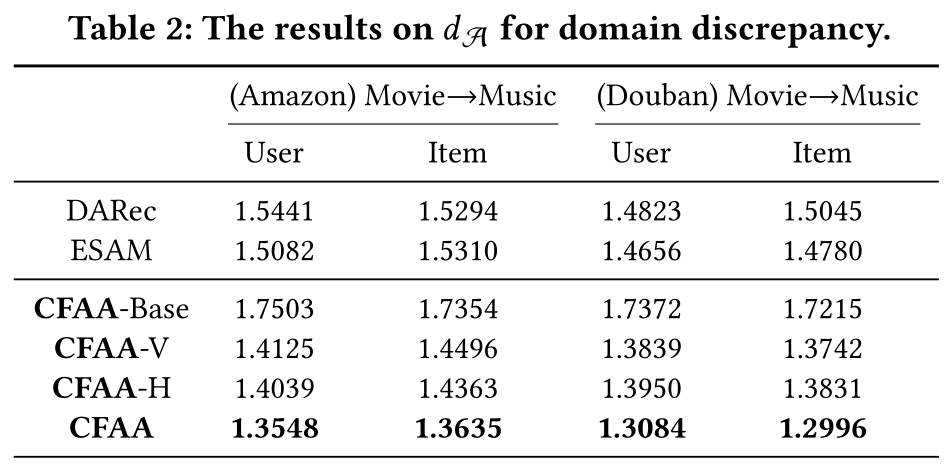 Table 2: The results on d𝒜 for domain discrepancy.
(Amazon) Movie→Music (Douban) Movie→Music
User Item User Item
DARec 1.5441 1.5294 1.4823 1.5045
ESAM 1.5082 1.5310 1.4656 1.4780
CFAA-Base 1.7503 1.7354 1.7372 1.7215
CFAA-V 1.4125 1.4496 1.3839 1.3742
CFAA-H 1.4039 1.4363 1.3950 1.3831
CFAA 1.3548 1.3635 1.3084 1.2996